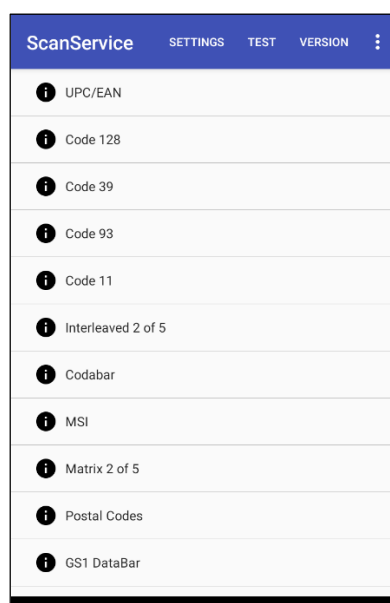 ScanService SETTINGS TEST VERSION
UPC/EAN
Code 128
Code 39
Code 93
Code 11
Interleaved 2 of 5
Codabar
MSI
Matrix 2 of 5
Postal Codes
GS1 DataBar